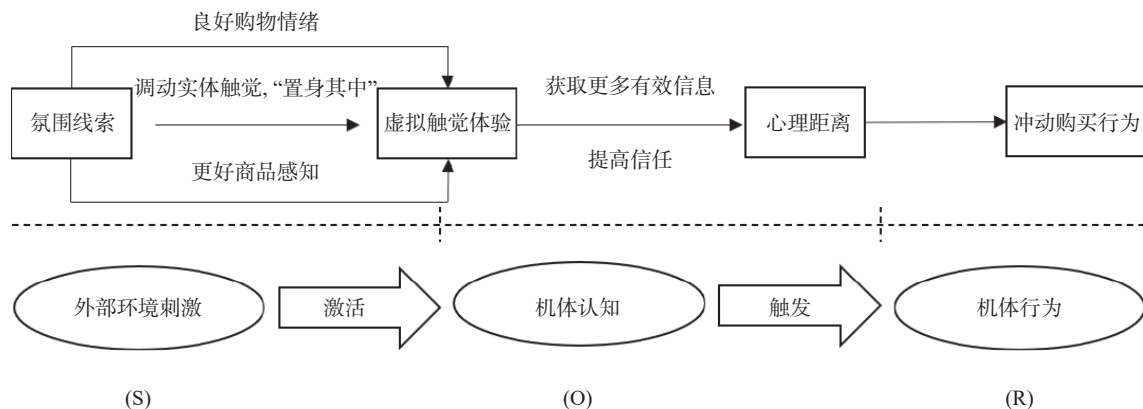 良好购物情绪
调动实体触觉, “置身其中”
获取更多有效信息
氛围线索
虚拟触觉体验
心理距离
冲动购买行为
更好商品感知
提高信任
外部环境刺激
激活
机体认知
触发
机体行为
(S)
(O)
(R)